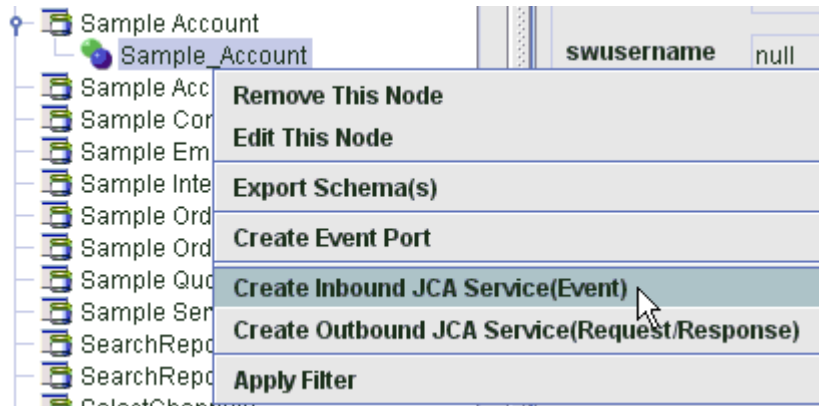 Sample Account
Sample_Account
swusername
null
Sample Acc
Remove This Node
Sample Cor
Edit This Node
Sample Em
Sample Inte
Export Schema(s)
Sample Ord
Create Event Port
Sample Ord
Sample Quo
Create Inbound JCA Service(Event)
Sample Ser
Create Outbound JCA Service(Request/Response)
SearchRepo
SearchRepo
Apply Filter